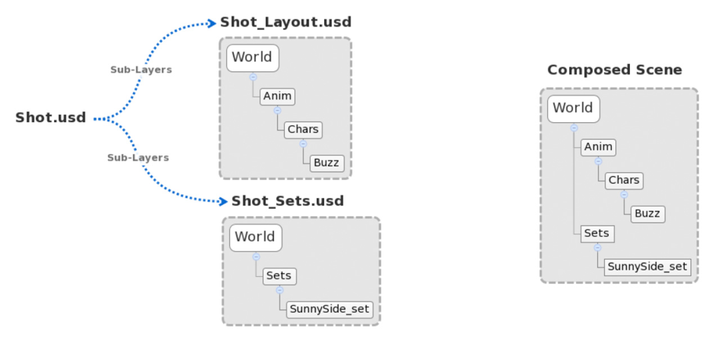 Shot_Layout.usd
World
Anim
Chars
Buzz
Sub-Layers
Shot.usd
Sub-Layers
Shot_Sets.usd
World
Sets
SunnySide_set
Composed Scene
World
Anim
Chars
Buzz
Sets
SunnySide_set